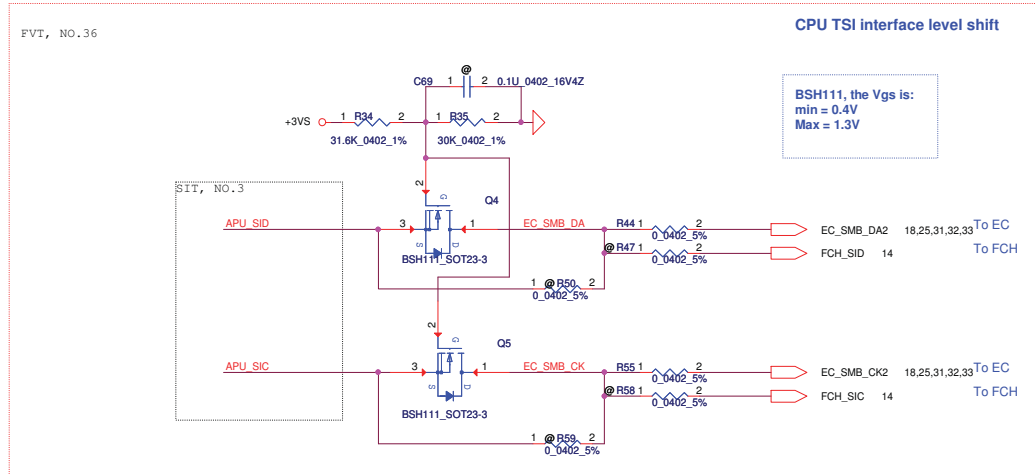 CPU TSI interface level shift
FVT, NO.36
@
C69 1 2 0.1U_0402_16V4Z
BSH111, the Vgs is:
min = 0.4V
Max = 1.3V
+3VS 1 R34 2 1 R35 2
31.6K_0402_1% 30K_0402_1%
SIT, NO.3
2
G
Q4
APU_SID 3 1 EC_SMB_DA R44 1 2 EC_SMB_DA2 18,25,31,32,33 To EC
0_0402_5%
S D
@ R47 1 2 FCH_SID 14 To FCH
BSH111_SOT23-3 0_0402_5%
1 @ R50 2
0_0402_5%
2
G
Q5
APU_SIC 3 1 EC_SMB_CK R55 1 2 EC_SMB_CK2 18,25,31,32,33 To EC
0_0402_5%
S D
@ R58 1 2 FCH_SIC 14 To FCH
BSH111_SOT23-3 0_0402_5%
1 @ R59 2
0_0402_5%